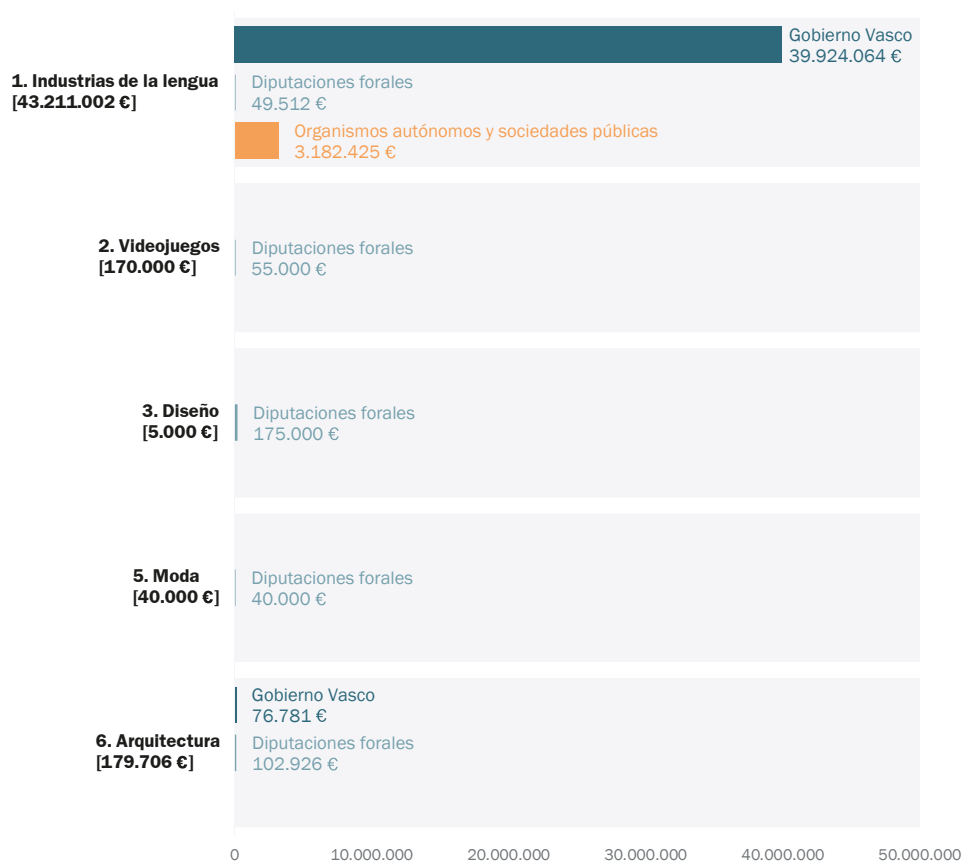 Gobierno Vasco
39.924.064 €
1. Industrias de la lengua
[43.211.002 €]
Diputaciones forales
49.512 €
Organismos autónomos y sociedades públicas
3.182.425 €
2. Videojuegos
[170.000 €]
Diputaciones forales
55.000 €
3. Diseño
[5.000 €]
Diputaciones forales
175.000 €
5. Moda
[40.000 €]
Diputaciones forales
40.000 €
Gobierno Vasco
76.781 €
6. Arquitectura
[179.706 €]
Diputaciones forales
102.926 €
0 10.000.000 20.000.000 30.000.000 40.000.000 50.000.000